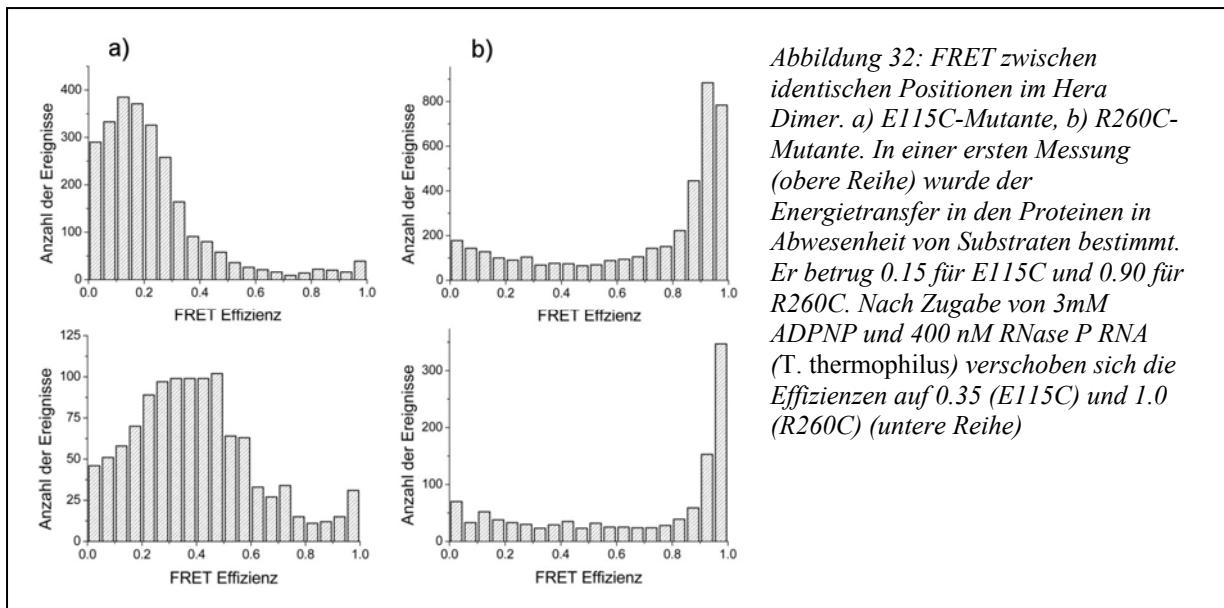 a)
b)
Anzahl der Ereignisse
400
300
200
100
0
0.0 0.2 0.4 0.6 0.8 1.0
FRET Effizienz
Anzahl der Ereignisse
800
600
400
200
0
0.0 0.2 0.4 0.6 0.8 1.0
FRET Effizienz
Anzahl der Ereignisse
125
100
75
50
25
0
0.0 0.2 0.4 0.6 0.8 1.0
FRET Effizienz
Anzahl der Ereignisse
300
200
100
0
0.0 0.2 0.4 0.6 0.8 1.0
FRET Effizienz
Abbildung 32: FRET zwischen
identischen Positionen im Hera
Dimer. a) E115C-Mutante, b) R260C-
Mutante. In einer ersten Messung
(obere Reihe) wurde der
Energietransfer in den Proteinen in
Abwesenheit von Substraten bestimmt.
Er betrug 0.15 für E115C und 0.90 für
R260C. Nach Zugabe von 3mM
ADPNP und 400 nM RNase P RNA
(T. thermophilus) verschoben sich die
Effizienzen auf 0.35 (E115C) und 1.0
(R260C) (untere Reihe)